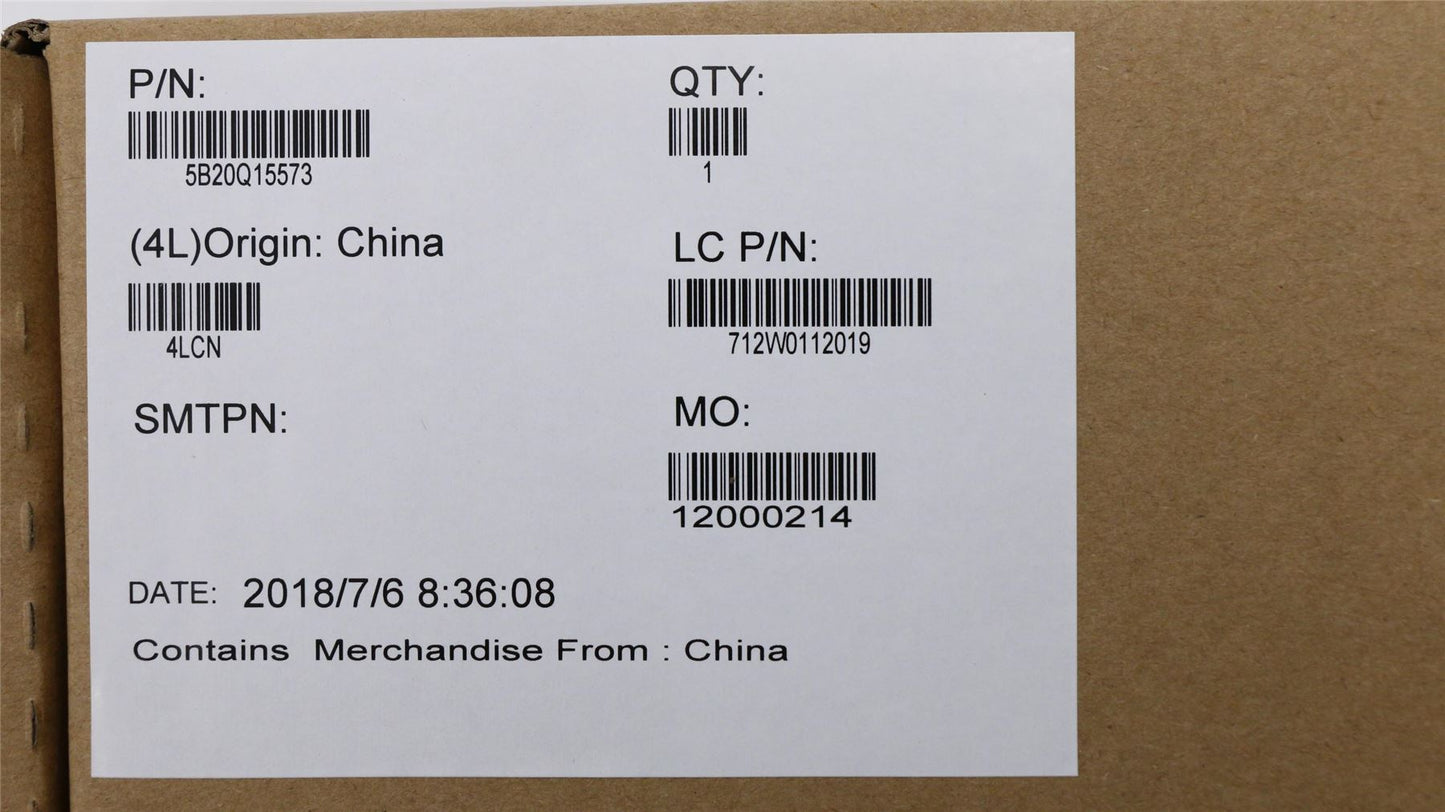 P/N:
5B20Q15573
QTY:
1
(4L)Origin: China
4LCN
LC P/N:
712W0112019
SMTPN:
MO:
12000214
DATE: 2018/7/6 8:36:08
Contains Merchandise From : China